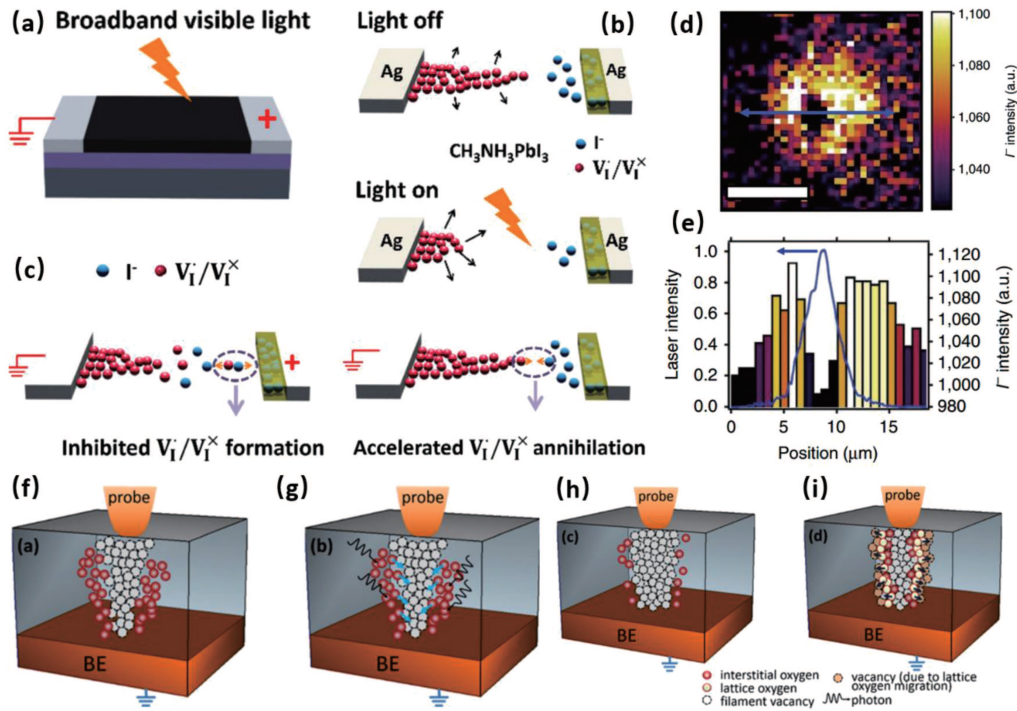 (a)
Broadband visible light
+
Light off
(b)
Ag
Ag
CH₃NH₃PbI₃
I⁻
V_I^·/V_I^×
Light on
Ag
Ag
(c)
I⁻
V_I^·/V_I^×
+
Inhibited V_I^·/V_I^× formation
Accelerated V_I^·/V_I^× annihilation
(d)
1,100
1,080
1,060
1,040
I⁻ intensity (a.u.)
(e)
Laser intensity
1.0
0.8
0.6
0.4
0.2
0.0
1,120
1,100
1,080
1,060
1,040
1,020
1,000
980
I⁻ intensity (a.u.)
0
5
10
15
Position (μm)
(f)
probe
(a)
BE
(g)
probe
(b)
BE
(h)
probe
(c)
BE
(i)
probe
(d)
BE
interstitial oxygen
lattice oxygen
filament vacancy
vacancy (due to lattice
oxygen migration)
photon